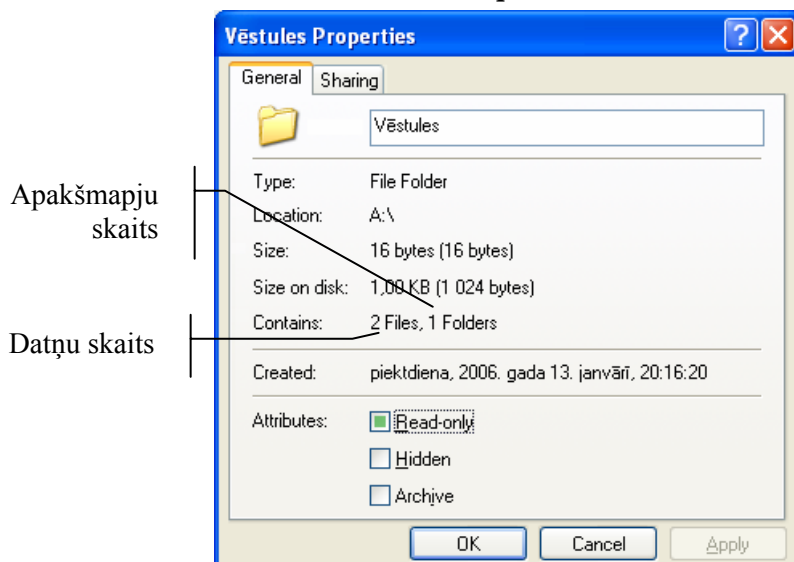 Vēstules Properties
General Sharing
Vēstules
Type: File Folder
Location: A:\
Size: 16 bytes (16 bytes)
Size on disk: 1,00 KB (1 024 bytes)
Contains: 2 Files, 1 Folders
Created: piektdiena, 2006. gada 13. janvārī, 20:16:20
Attributes: Read-only
Hidden
Archive
OK Cancel Apply
Apakšmapju
skaits
Datņu skaits